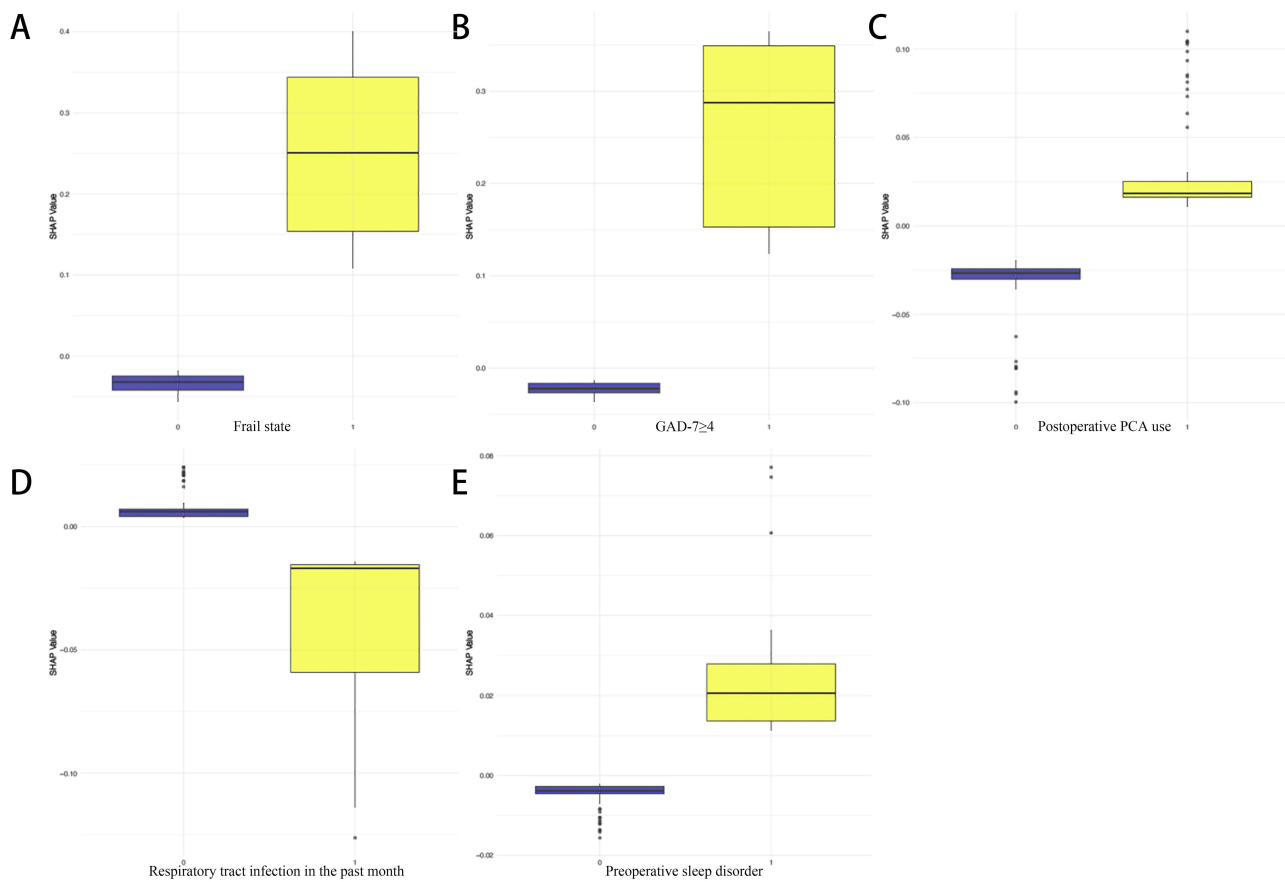 A
0.4
0.3
0.2
0.1
0.0
SHAP Value
0
1
Frail state
B
0.3
0.2
0.1
0.0
SHAP Value
0
1
GAD-7≥4
C
0.10
0.05
0.00
−0.05
−0.10
SHAP Value
0
1
Postoperative PCA use
D
0.00
−0.05
−0.10
SHAP Value
0
1
Respiratory tract infection in the past month
E
0.08
0.06
0.04
0.02
0.00
−0.02
SHAP Value
0
1
Preoperative sleep disorder